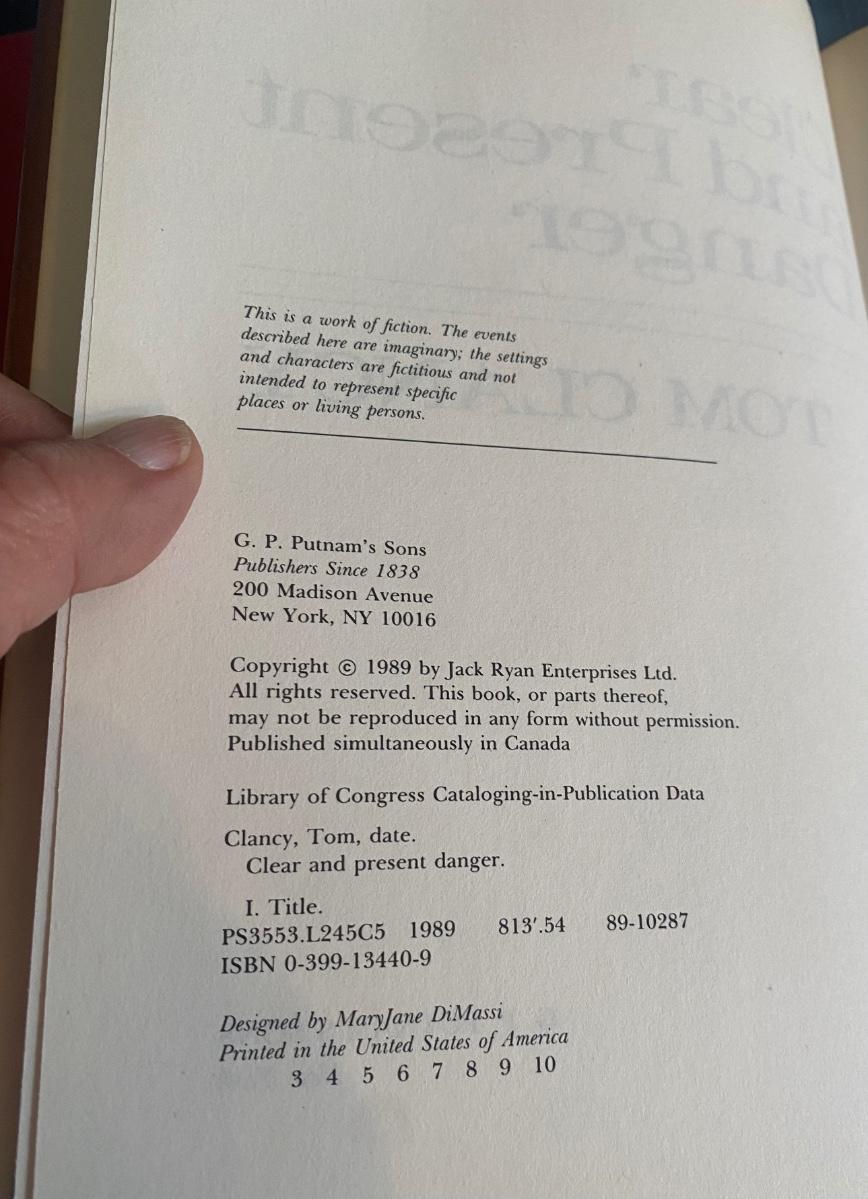 This is a work of fiction. The events
described here are imaginary; the settings
and characters are fictitious and not
intended to represent specific
places or living persons.
G. P. Putnam's Sons
Publishers Since 1838
200 Madison Avenue
New York, NY 10016
Copyright © 1989 by Jack Ryan Enterprises Ltd.
All rights reserved. This book, or parts thereof,
may not be reproduced in any form without permission.
Published simultaneously in Canada
Library of Congress Cataloging-in-Publication Data
Clancy, Tom, date.
Clear and present danger.
I. Title.
PS3553.L245C5 1989 813'.54 89-10287
ISBN 0-399-13440-9
Designed by MaryJane DiMassi
Printed in the United States of America
3 4 5 6 7 8 9 10